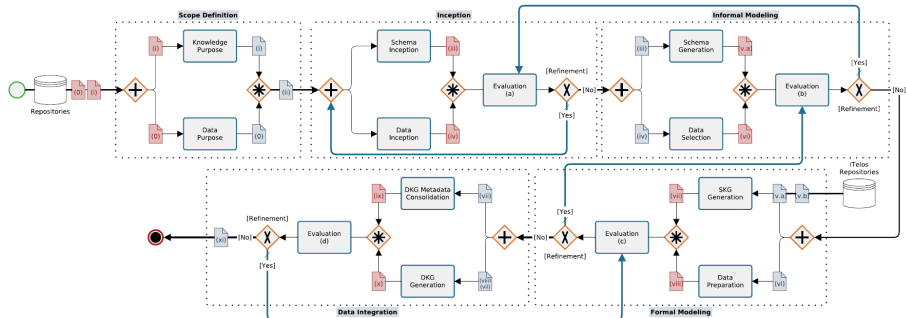 Scope Definition
Inception
Informal Modeling
(i)
Knowledge
Purpose
(i)
Schema
Inception
(iii)
(iii)
Schema
Generation
(v.a)
[Yes]
[Refinement]
Repositories
(0)
(i)
(ii)
Evaluation
(a)
[No]
[Yes]
Evaluation
(b)
[No]
[Refinement]
(0)
Data
Purpose
(0)
Data
Inception
(iv)
(iv)
Data
Selection
(vi)
iTelos
Repositories
(ix)
DKG Metadata
Consolidation
(vii)
(vii)
SKG
Generation
(v.a)
(v.b)
[Refinement]
[Yes]
(xi)
[No]
Evaluation
(d)
[No]
Evaluation
(c)
[Yes]
[Refinement]
(x)
DKG
Generation
(vii)
(viii)
(viii)
Data
Preparation
(vi)
Data Integration
Formal Modeling